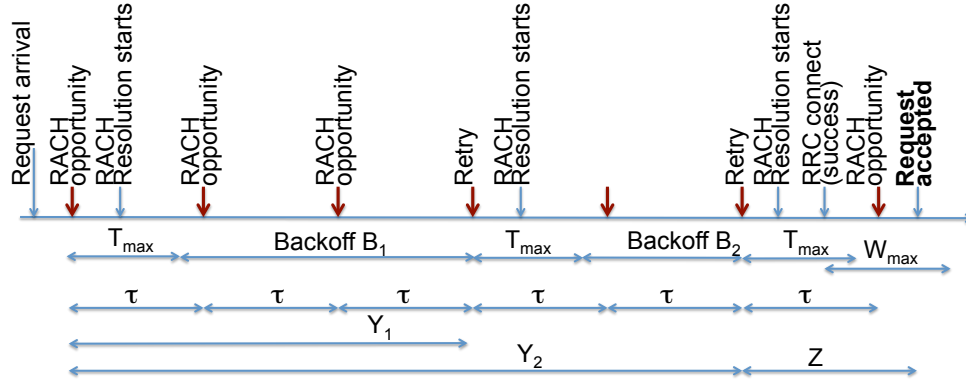 Request arrival
RACH
opportunity
RACH
Resolution starts
RACH
opportunity
RACH
opportunity
Retry
RACH
Resolution starts
Retry
RACH
Resolution starts
RRC connect
(success)
RACH
opportunity
Request
accepted
Tmax
Backoff B1
Tmax
Backoff B2
Tmax
Wmax
τ τ τ τ τ τ
Y1
Y2
Z